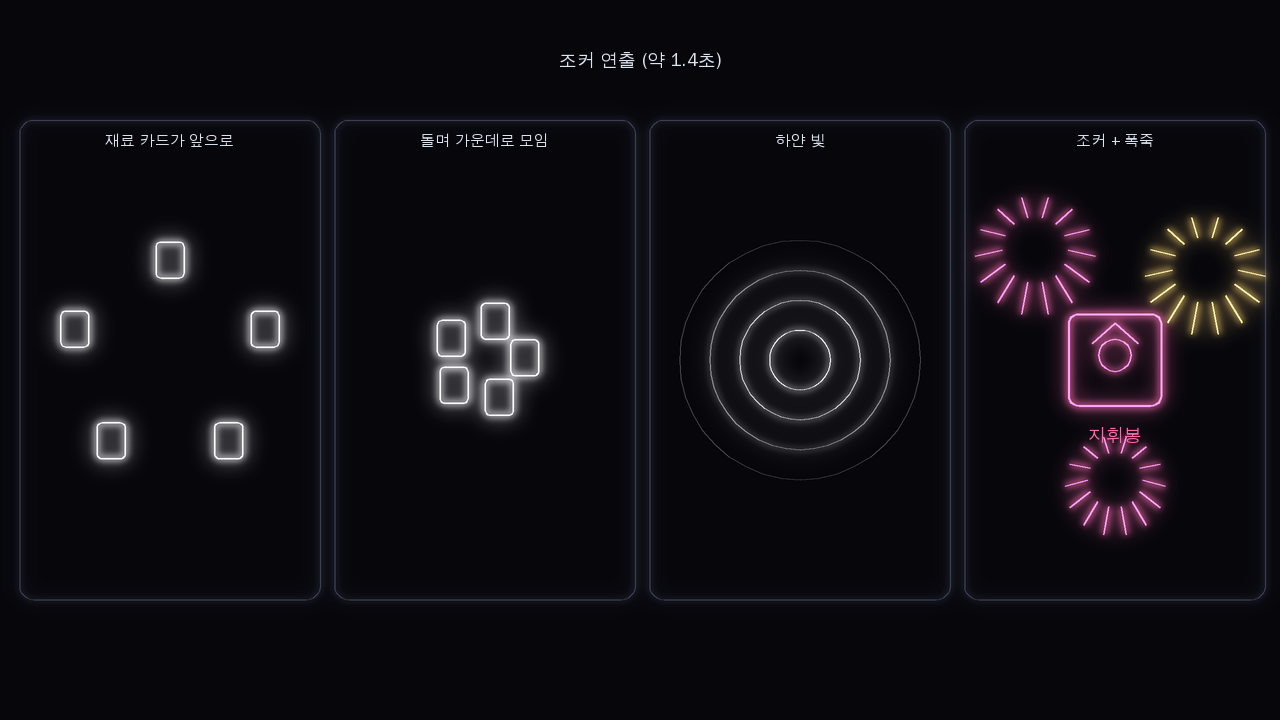 조커 연출 (약 1.4초)
재료 카드가 앞으로
돌며 가운데로 모임
하얀 빛
조커 + 폭죽
지휘봉